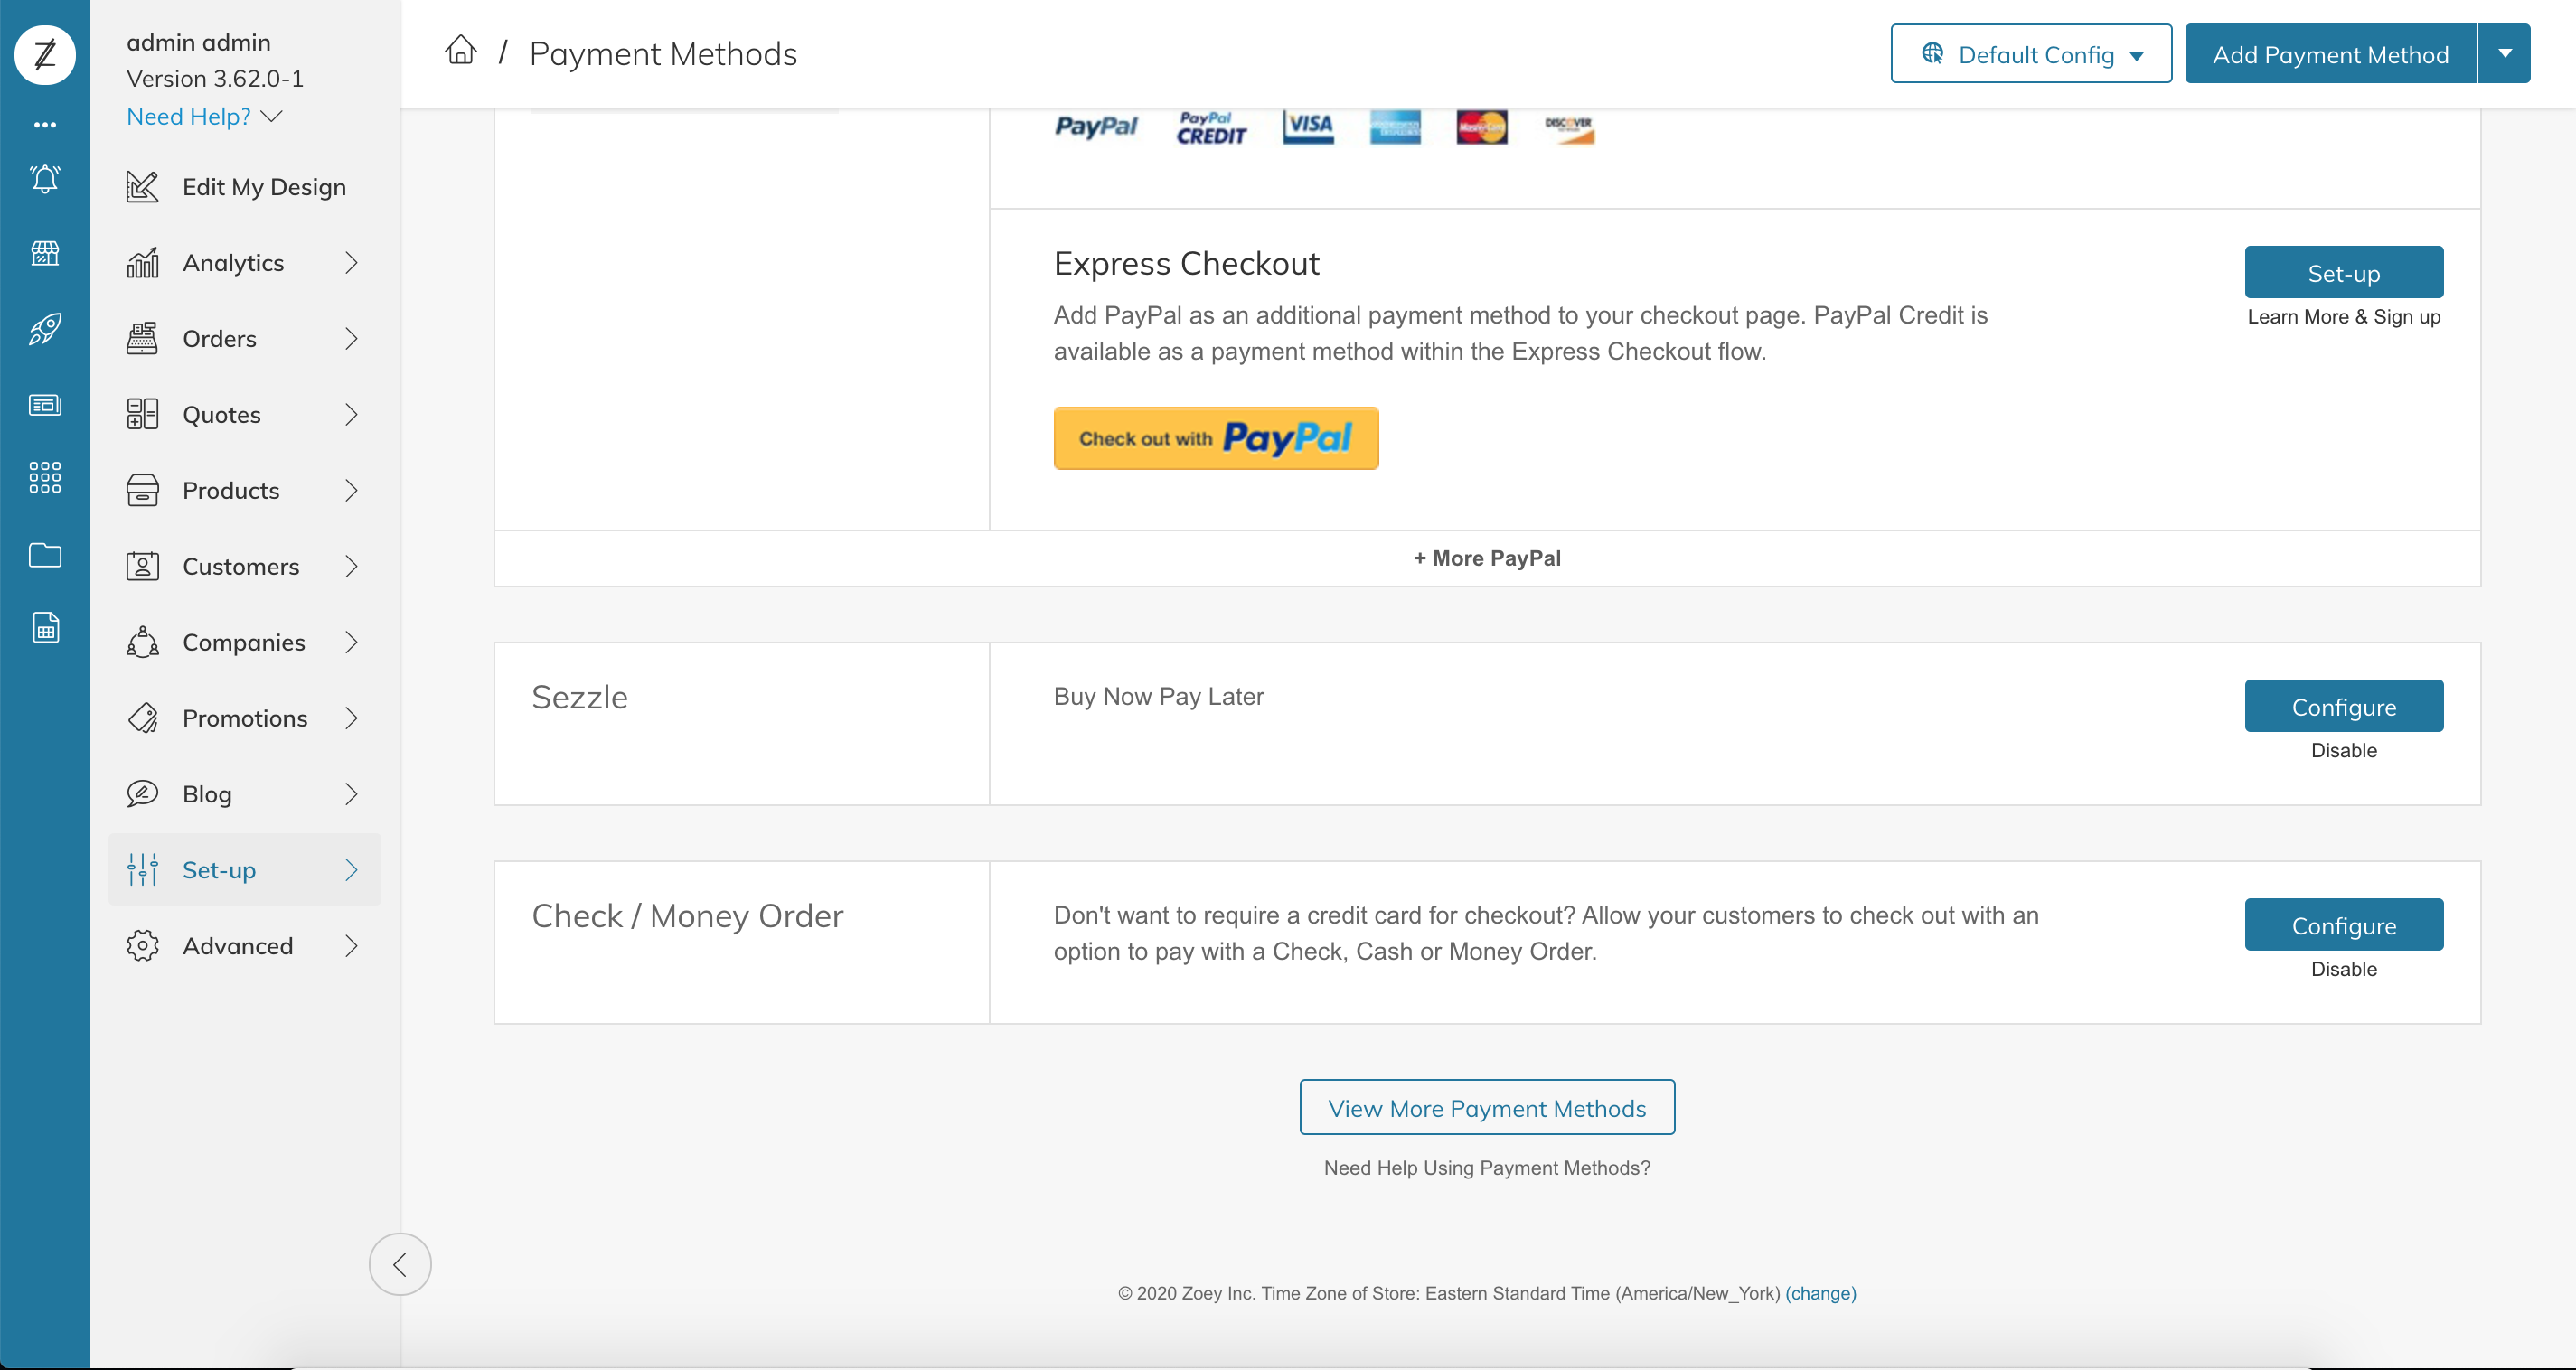 admin admin
Version 3.62.0-1
Need Help?
Edit My Design
Analytics
Orders
Quotes
Products
Customers
Companies
Promotions
Blog
Set-up
Advanced
/ Payment Methods
Default Config
Add Payment Method
PayPal
PayPal CREDIT
VISA
MasterCard
DISCOVER
Express Checkout
Add PayPal as an additional payment method to your checkout page. PayPal Credit is
available as a payment method within the Express Checkout flow.
Check out with PayPal
Set-up
Learn More & Sign up
+ More PayPal
Sezzle
Buy Now Pay Later
Configure
Disable
Check / Money Order
Don't want to require a credit card for checkout? Allow your customers to check out with an
option to pay with a Check, Cash or Money Order.
Configure
Disable
View More Payment Methods
Need Help Using Payment Methods?
© 2020 Zoey Inc. Time Zone of Store: Eastern Standard Time (America/New_York) (change)